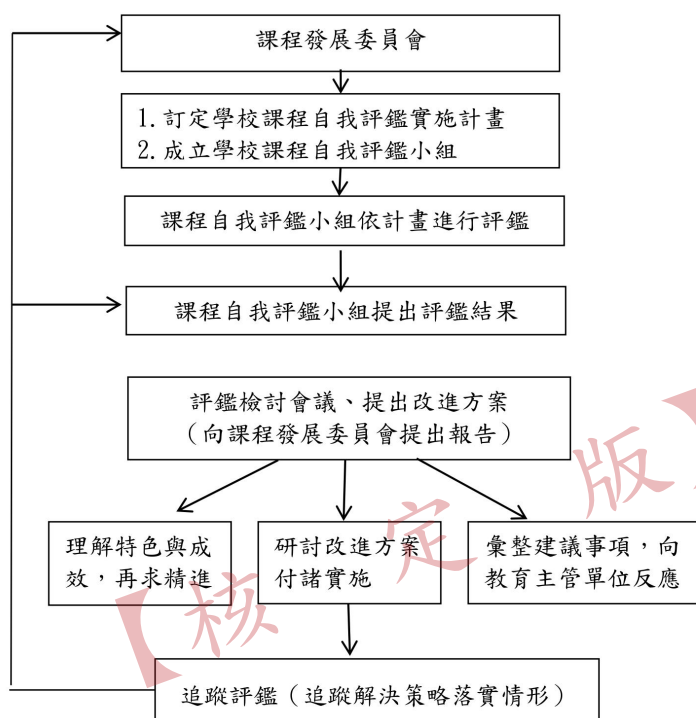 課程發展委員會
1.訂定學校課程自我評鑑實施計畫
2.成立學校課程自我評鑑小組
課程自我評鑑小組依計畫進行評鑑
課程自我評鑑小組提出評鑑結果
評鑑檢討會議、提出改進方案
（向課程發展委員會提出報告）
理解特色與成
效，再求精進
研討改進方案
付諸實施
彙整建議事項，向
教育主管單位反應
追蹤評鑑（追蹤解決策略落實情形）
【核定版】